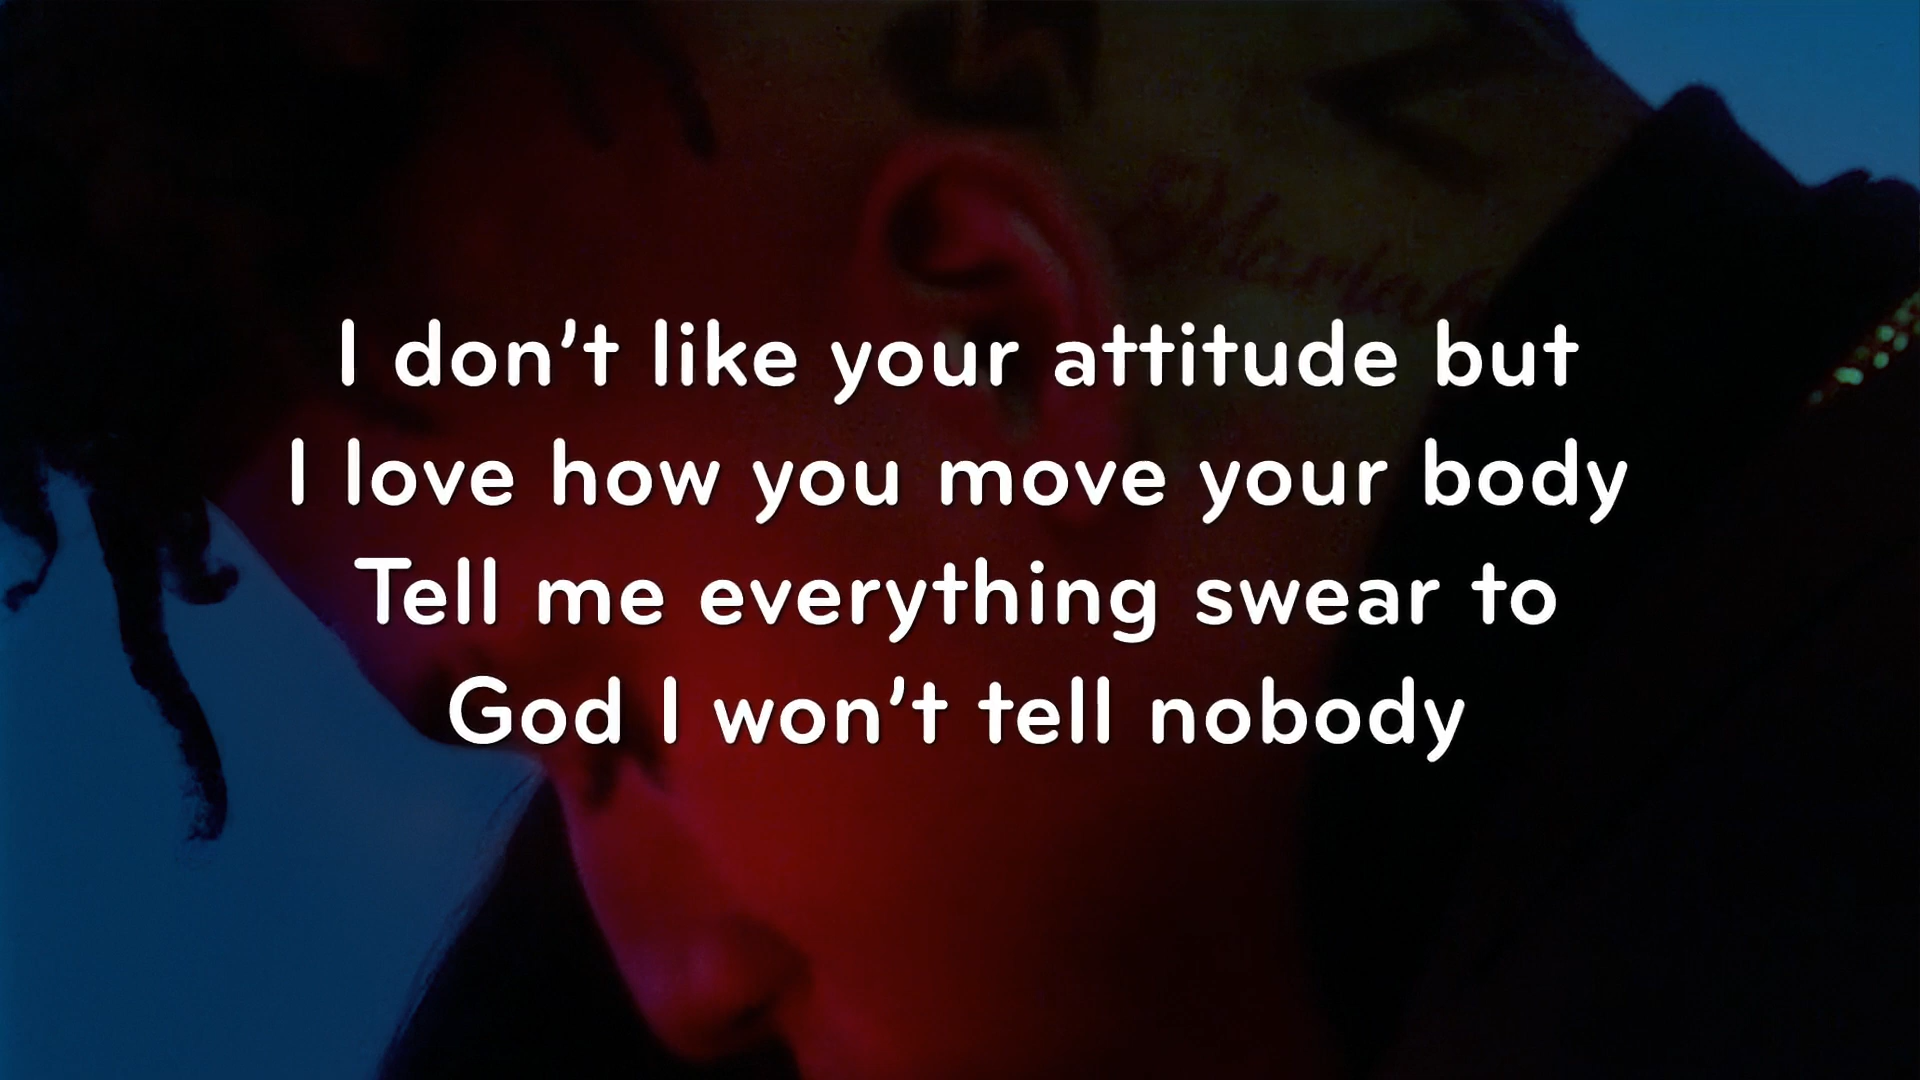 I don't like your attitude but
I love how you move your body
Tell me everything swear to
God I won't tell nobody